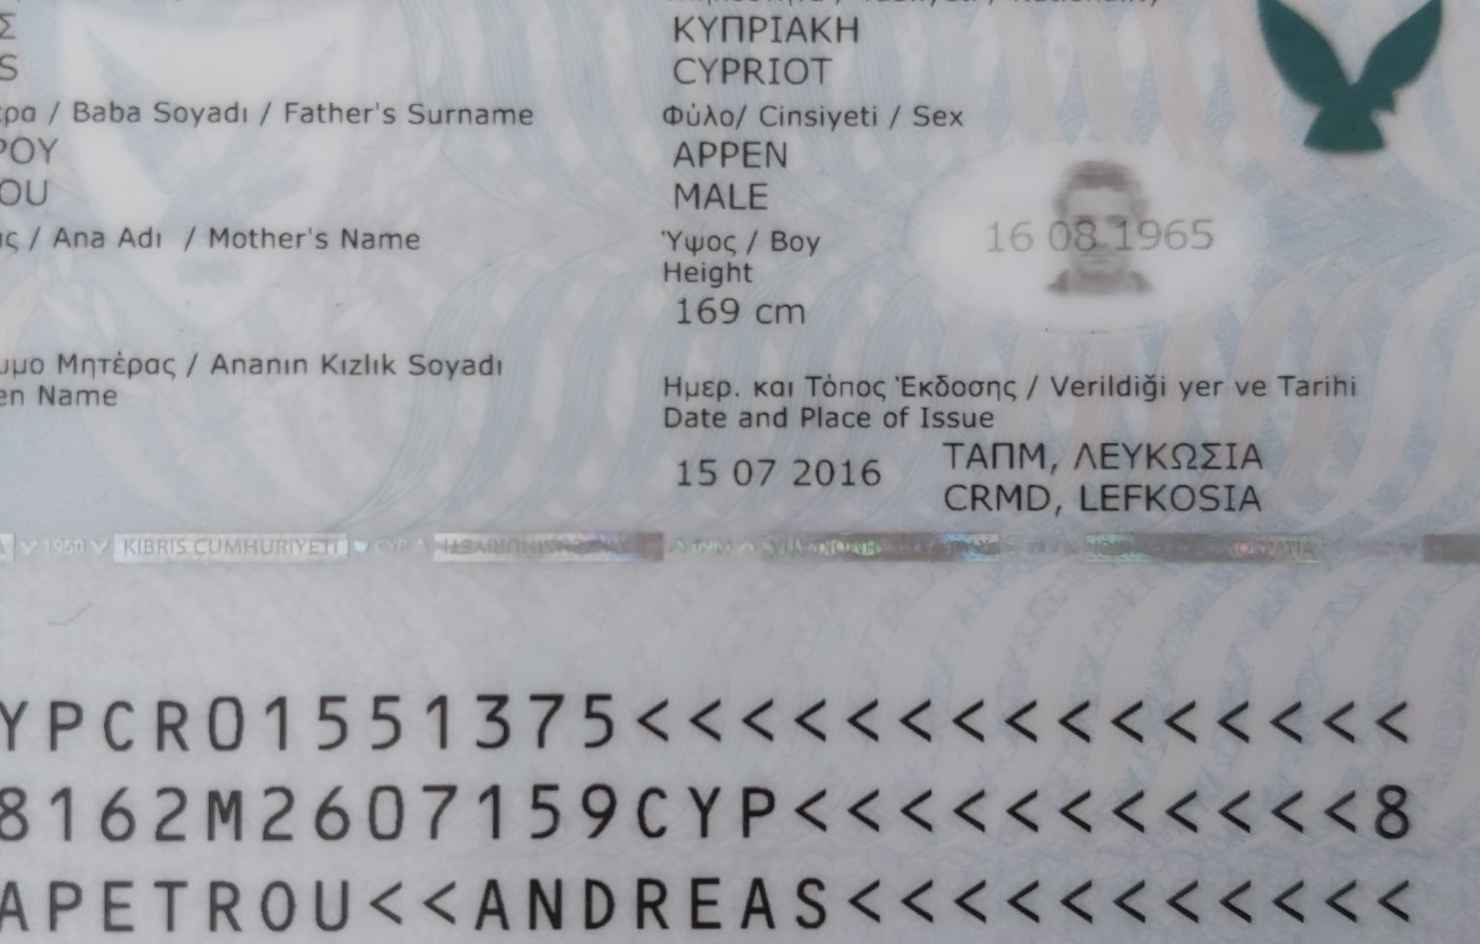 ΚΥΠΡΙΑΚΗ
CYPRIOT
/ Baba Soyadı / Father's Surname
Φύλο/ Cinsiyeti / Sex
ΡΟΥ
OU
ΑΡΡΕΝ
MALE
/ Ana Adı / Mother's Name
Ύψος / Boy
Height
169 cm
16 08 1965
Μητέρας / Ananın Kızlık Soyadı
en Name
Ημερ. και Τόπος Έκδοσης / Verildiği yer ve Tarihi
Date and Place of Issue
15 07 2016
ΤΑΠΜ, ΛΕΥΚΩΣΙΑ
CRMD, LEFKOSIA
1960 KIBRIS CUMHURİYETİ
YPCR01551375<<<<<<<<<<<<<<<
8162M2607159CYP<<<<<<<<<<<8
APETROU<<ANDREAS<<<<<<<<<<<